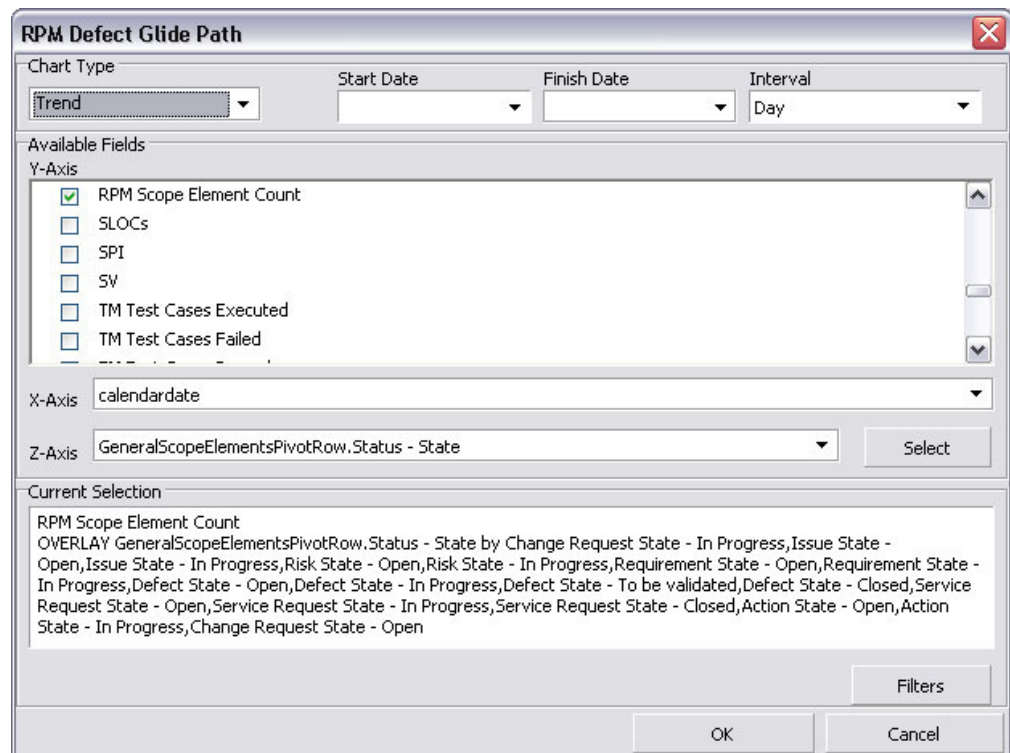 RPM Defect Glide Path
Chart Type
Start Date
Finish Date
Interval
Trend
Day
Available Fields
Y-Axis
RPM Scope Element Count
SLOCs
SPI
SV
TM Test Cases Executed
TM Test Cases Failed
X-Axis
calendardate
Z-Axis
GeneralScopeElementsPivotRow.Status - State
Select
Current Selection
RPM Scope Element Count
OVERLAY GeneralScopeElementsPivotRow.Status - State by Change Request State - In Progress,Issue State -
Open,Issue State - In Progress,Risk State - Open,Risk State - In Progress,Requirement State - Open,Requirement State -
In Progress,Defect State - Open,Defect State - In Progress,Defect State - To be validated,Defect State - Closed,Service
Request State - Open,Service Request State - In Progress,Service Request State - Closed,Action State - Open,Action
State - In Progress,Change Request State - Open
Filters
OK
Cancel